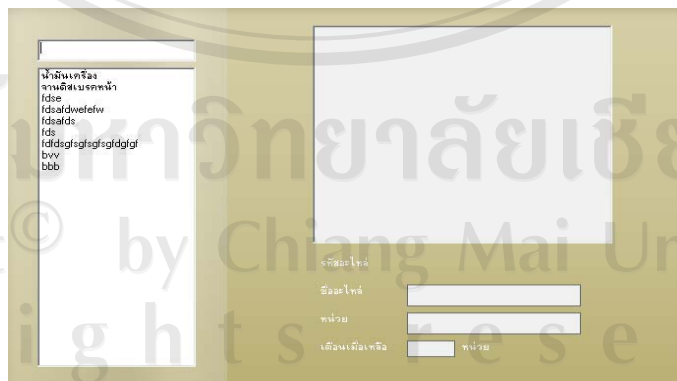 น้ำมันเครื่อง
จานดิสเบรคหน้า
fdse
fdsafdwefefw
fdsafds
fds
fdfdsgfsgfsgfsgfdgfgf
bvv
bbb
รหัสอะไหล่
ชื่ออะไหล่
หน่วย
เตือนเมื่อเหลือ หน่วย
มหาวิทยาลัยเชีย
© by Chiang Mai Un
ights rese